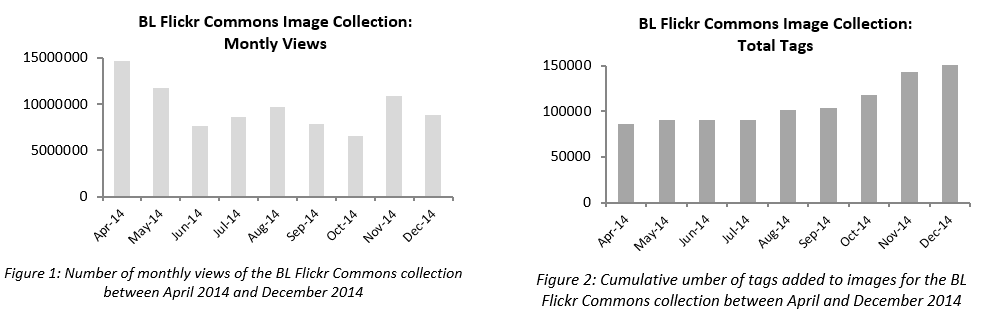 BL Flickr Commons Image Collection:
Montly Views
15000000
10000000
5000000
0
Apr-14
May-14
Jun-14
Jul-14
Aug-14
Sep-14
Oct-14
Nov-14
Dec-14
Figure 1: Number of monthly views of the BL Flickr Commons collection
between April 2014 and December 2014
BL Flickr Commons Image Collection:
Total Tags
150000
100000
50000
0
Apr-14
May-14
Jun-14
Jul-14
Aug-14
Sep-14
Oct-14
Nov-14
Dec-14
Figure 2: Cumulative umber of tags added to images for the BL
Flickr Commons collection between April and December 2014